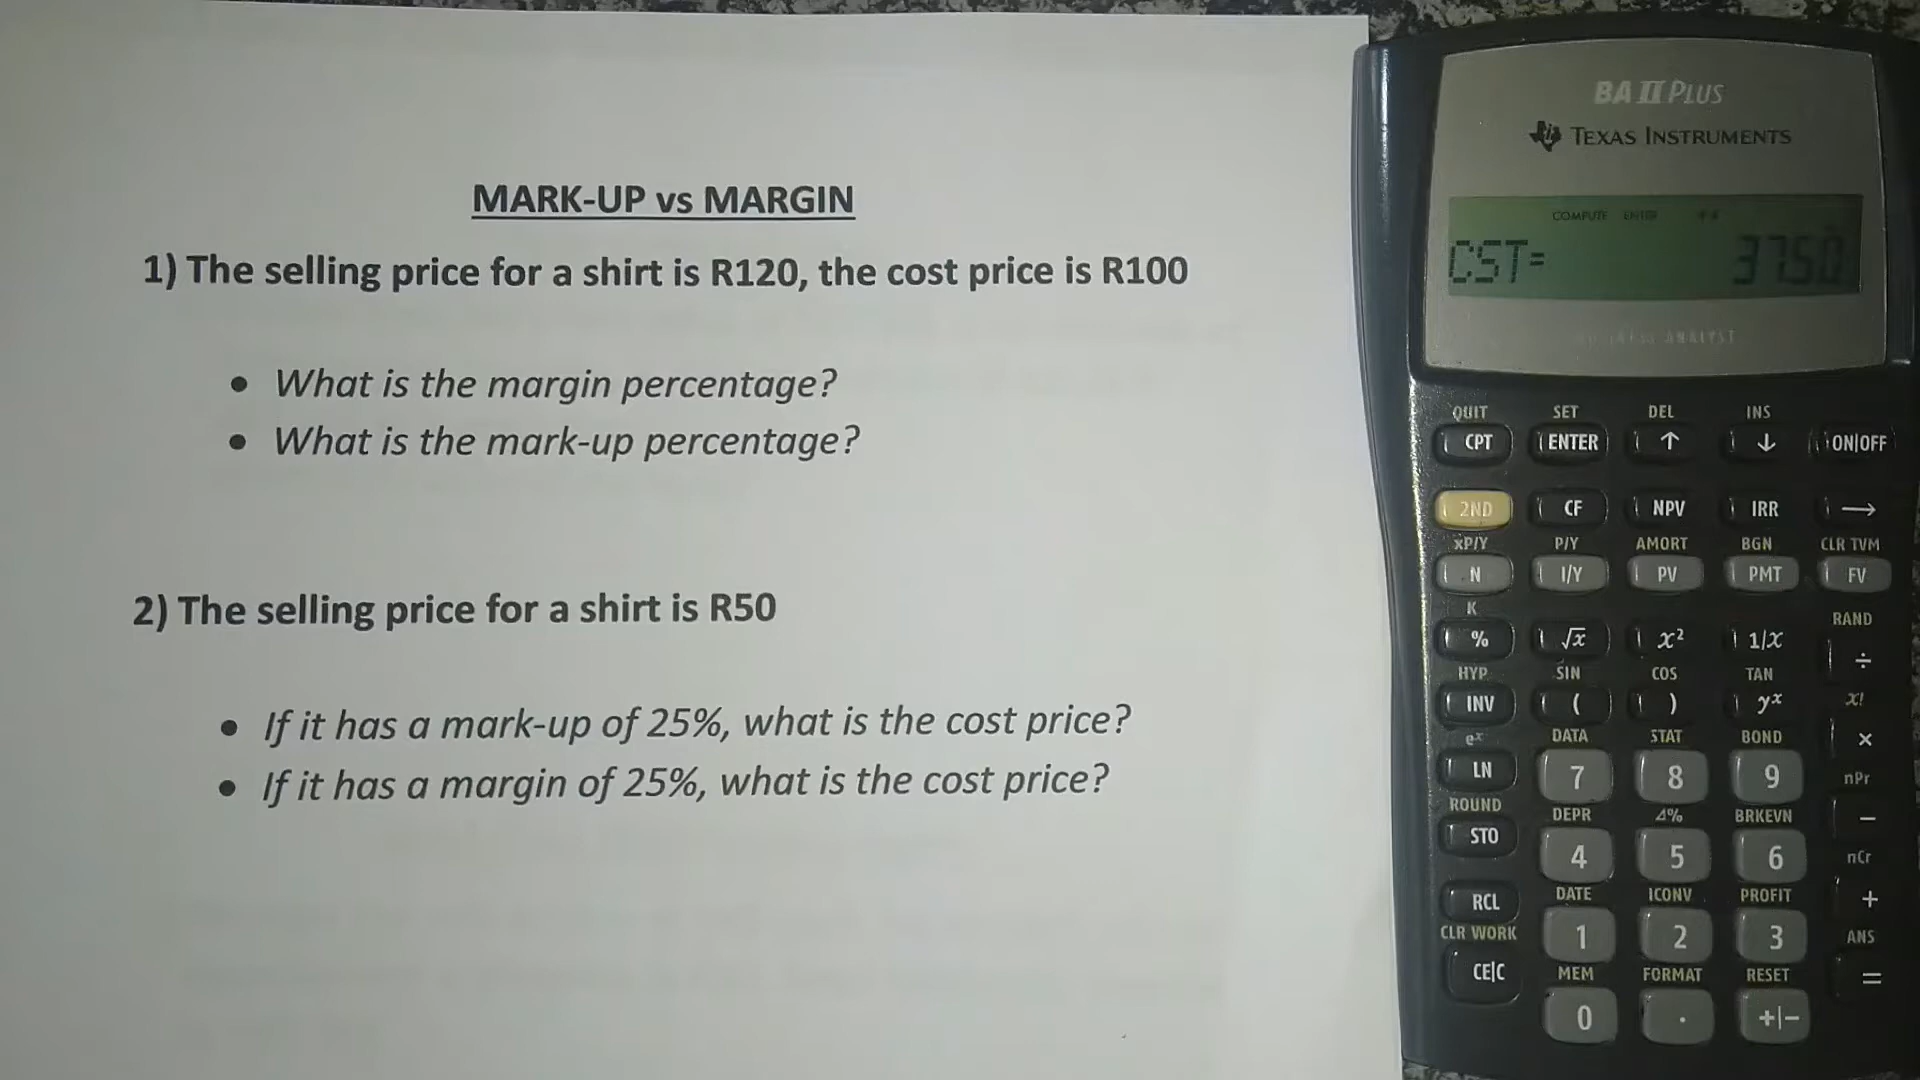 MARK-UP vs MARGIN
1) The selling price for a shirt is R120, the cost price is R100
• What is the margin percentage?
• What is the mark-up percentage?
2) The selling price for a shirt is R50
• If it has a mark-up of 25%, what is the cost price?
• If it has a margin of 25%, what is the cost price?
BA II PLUS
TEXAS INSTRUMENTS
COMPUTE ENTER
CST= 37.50
ANALYST
QUIT SET DEL INS
CPT ENTER ↑ ↓ ON|OFF
2ND CF NPV IRR →
xP/Y P/Y AMORT BGN CLR TVM
N I/Y PV PMT FV
K RAND
% √x x² 1/x ÷
HYP SIN COS TAN
INV ( ) yˣ x!
eˣ DATA STAT BOND ×
LN 7 8 9 nPr
ROUND DEPR Δ% BRKEVN −
STO 4 5 6 nCr
RCL DATE ICONV PROFIT +
CLR WORK 1 2 3 ANS
CE|C MEM FORMAT RESET =
0 . +|−